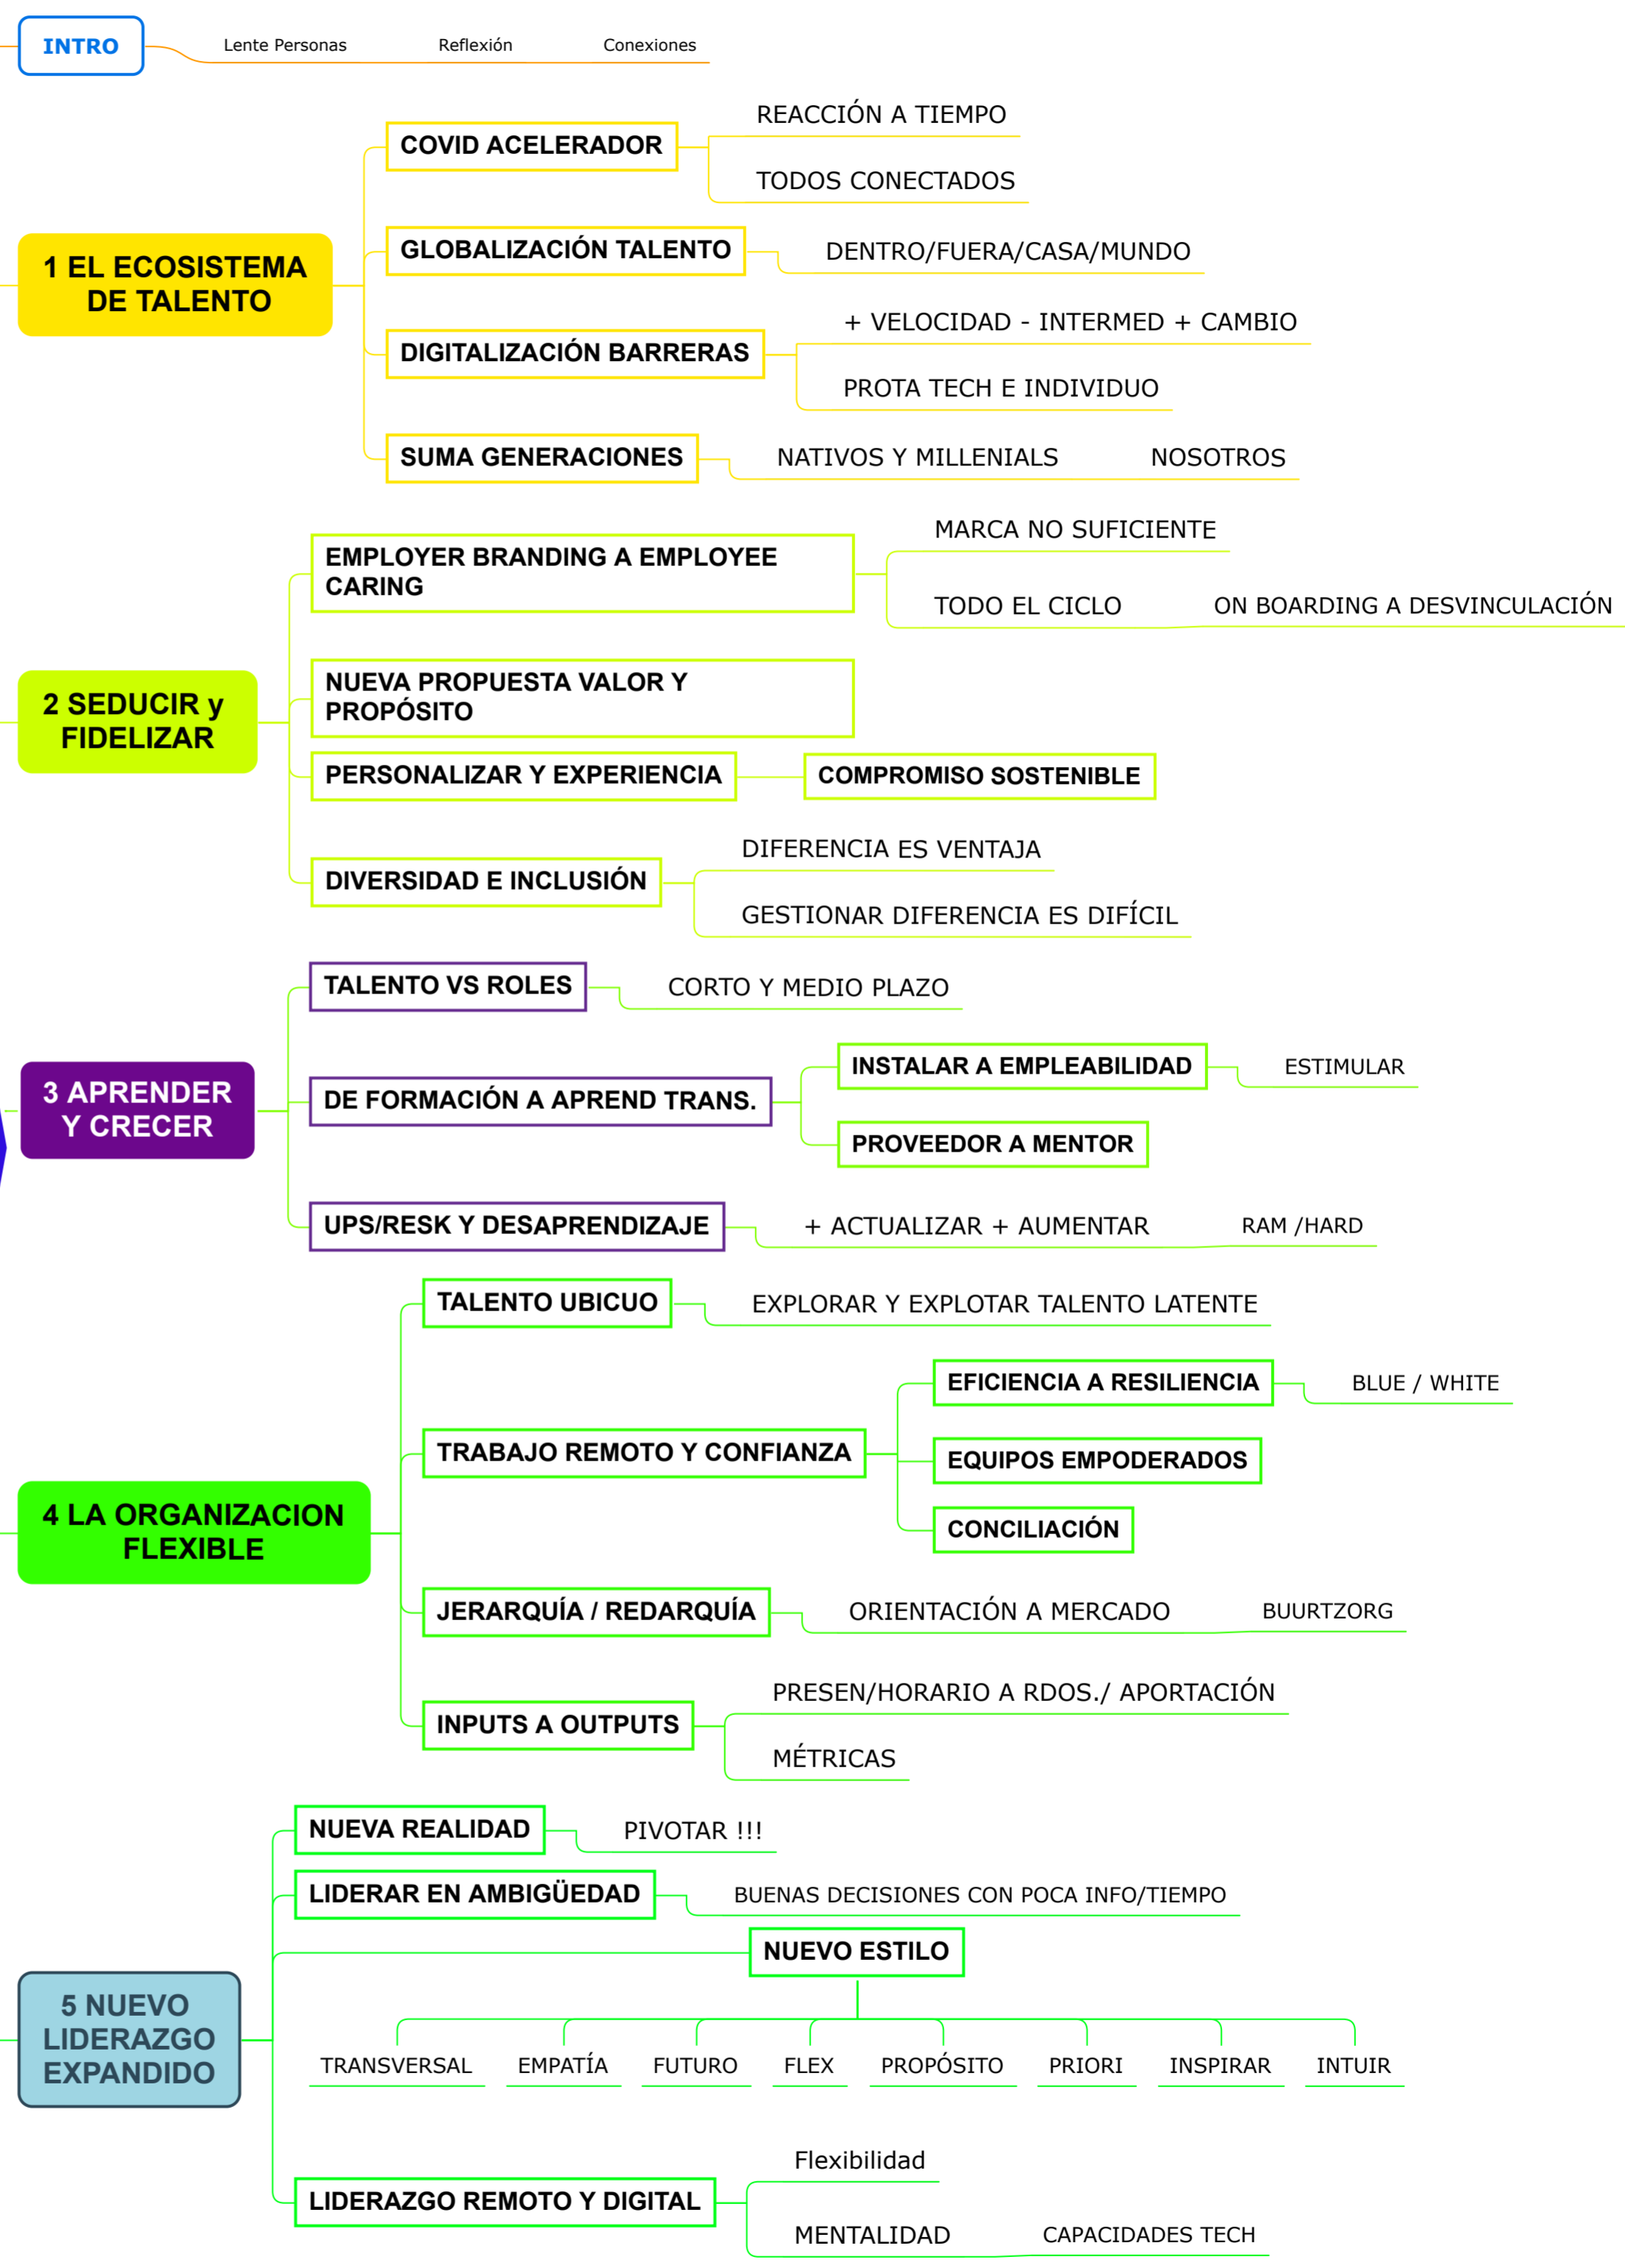 INTRO
Lente Personas
Reflexión
Conexiones
1 EL ECOSISTEMA
DE TALENTO
COVID ACELERADOR
REACCIÓN A TIEMPO
TODOS CONECTADOS
GLOBALIZACIÓN TALENTO
DENTRO/FUERA/CASA/MUNDO
DIGITALIZACIÓN BARRERAS
+ VELOCIDAD - INTERMED + CAMBIO
PROTA TECH E INDIVIDUO
SUMA GENERACIONES
NATIVOS Y MILLENIALS
NOSOTROS
2 SEDUCIR y
FIDELIZAR
EMPLOYER BRANDING A EMPLOYEE
CARING
MARCA NO SUFICIENTE
TODO EL CICLO
ON BOARDING A DESVINCULACIÓN
NUEVA PROPUESTA VALOR Y
PROPÓSITO
PERSONALIZAR Y EXPERIENCIA
COMPROMISO SOSTENIBLE
DIVERSIDAD E INCLUSIÓN
DIFERENCIA ES VENTAJA
GESTIONAR DIFERENCIA ES DIFÍCIL
3 APRENDER
Y CRECER
TALENTO VS ROLES
CORTO Y MEDIO PLAZO
DE FORMACIÓN A APREND TRANS.
INSTALAR A EMPLEABILIDAD
ESTIMULAR
PROVEEDOR A MENTOR
UPS/RESK Y DESAPRENDIZAJE
+ ACTUALIZAR + AUMENTAR
RAM /HARD
4 LA ORGANIZACION
FLEXIBLE
TALENTO UBICUO
EXPLORAR Y EXPLOTAR TALENTO LATENTE
TRABAJO REMOTO Y CONFIANZA
EFICIENCIA A RESILIENCIA
BLUE / WHITE
EQUIPOS EMPODERADOS
CONCILIACIÓN
JERARQUÍA / REDARQUÍA
ORIENTACIÓN A MERCADO
BUURTZORG
INPUTS A OUTPUTS
PRESEN/HORARIO A RDOS./ APORTACIÓN
MÉTRICAS
5 NUEVO
LIDERAZGO
EXPANDIDO
NUEVA REALIDAD
PIVOTAR !!!
LIDERAR EN AMBIGÜEDAD
BUENAS DECISIONES CON POCA INFO/TIEMPO
NUEVO ESTILO
TRANSVERSAL
EMPATÍA
FUTURO
FLEX
PROPÓSITO
PRIORI
INSPIRAR
INTUIR
LIDERAZGO REMOTO Y DIGITAL
Flexibilidad
MENTALIDAD
CAPACIDADES TECH